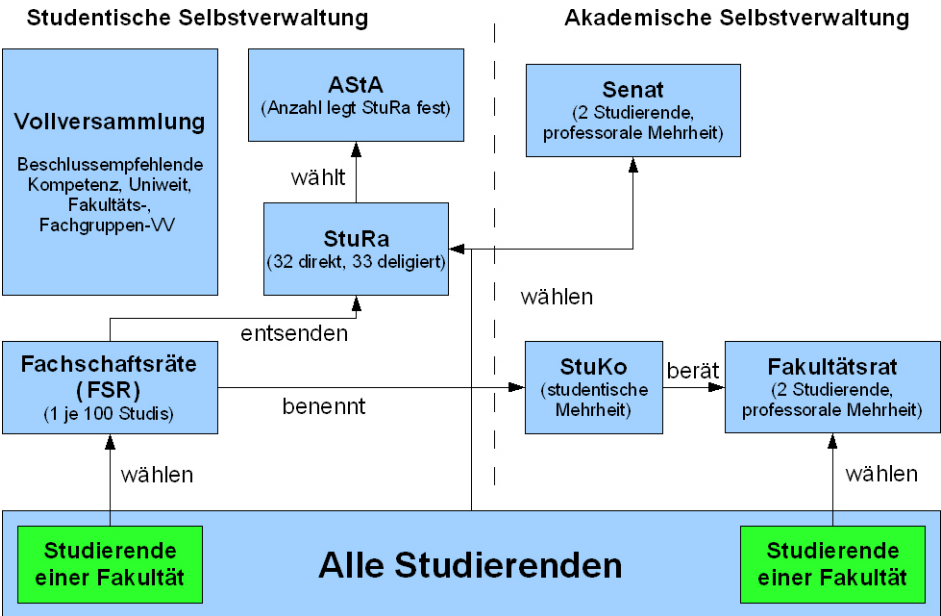 Studentische Selbstverwaltung
Akademische Selbstverwaltung
Vollversammlung
Beschlussempfehlende
Kompetenz, Uniweit,
Fakultäts-,
Fachgruppen-VV
AStA
(Anzahl legt StuRa fest)
Senat
(2 Studierende,
professorale Mehrheit)
wählt
StuRa
(32 direkt, 33 deligiert)
wählen
entsenden
Fachschaftsräte
(FSR)
(1 je 100 Studis)
benennt
StuKo
(studentische
Mehrheit)
berät
Fakultätsrat
(2 Studierende,
professorale Mehrheit)
wählen
wählen
Studierende
einer Fakultät
Alle Studierenden
Studierende
einer Fakultät